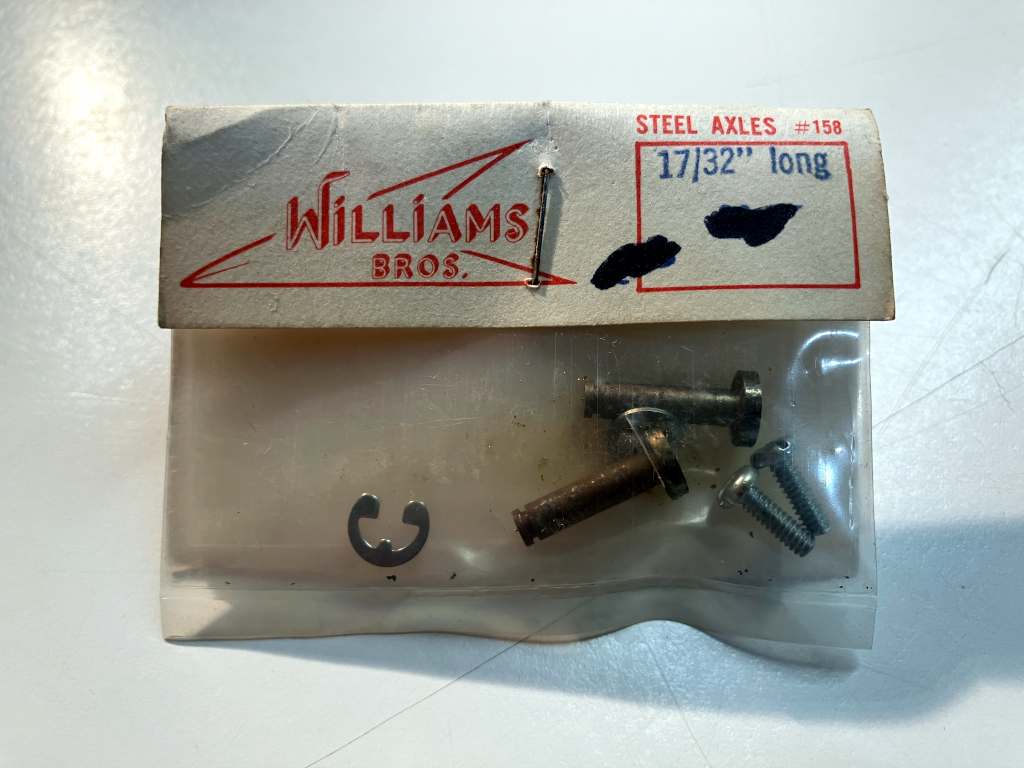 STEEL AXLES #158
17/32" long
WILLIAMS
BROS.